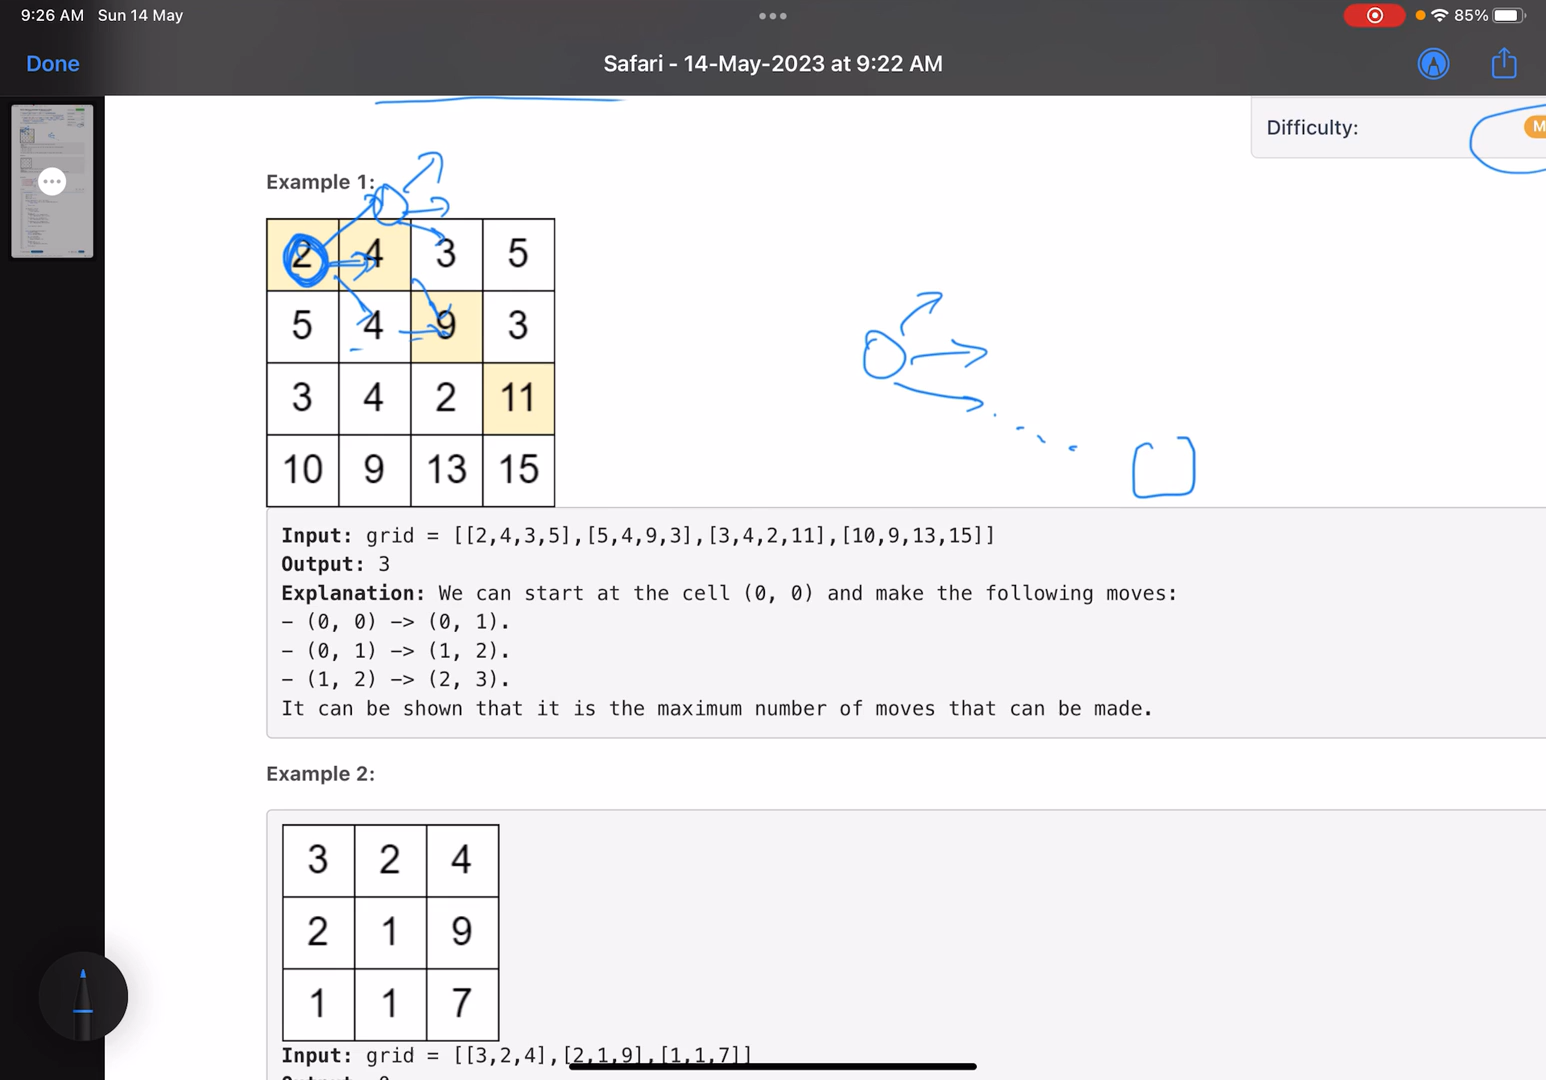 9:26 AM Sun 14 May
85%
Done
Safari - 14-May-2023 at 9:22 AM
Difficulty:
M
Example 1:
2 4 3 5
5 4 9 3
3 4 2 11
10 9 13 15
Input: grid = [[2,4,3,5],[5,4,9,3],[3,4,2,11],[10,9,13,15]]
Output: 3
Explanation: We can start at the cell (0, 0) and make the following moves:
- (0, 0) -> (0, 1).
- (0, 1) -> (1, 2).
- (1, 2) -> (2, 3).
It can be shown that it is the maximum number of moves that can be made.
Example 2:
3 2 4
2 1 9
1 1 7
Input: grid = [[3,2,4],[2,1,9],[1,1,7]]